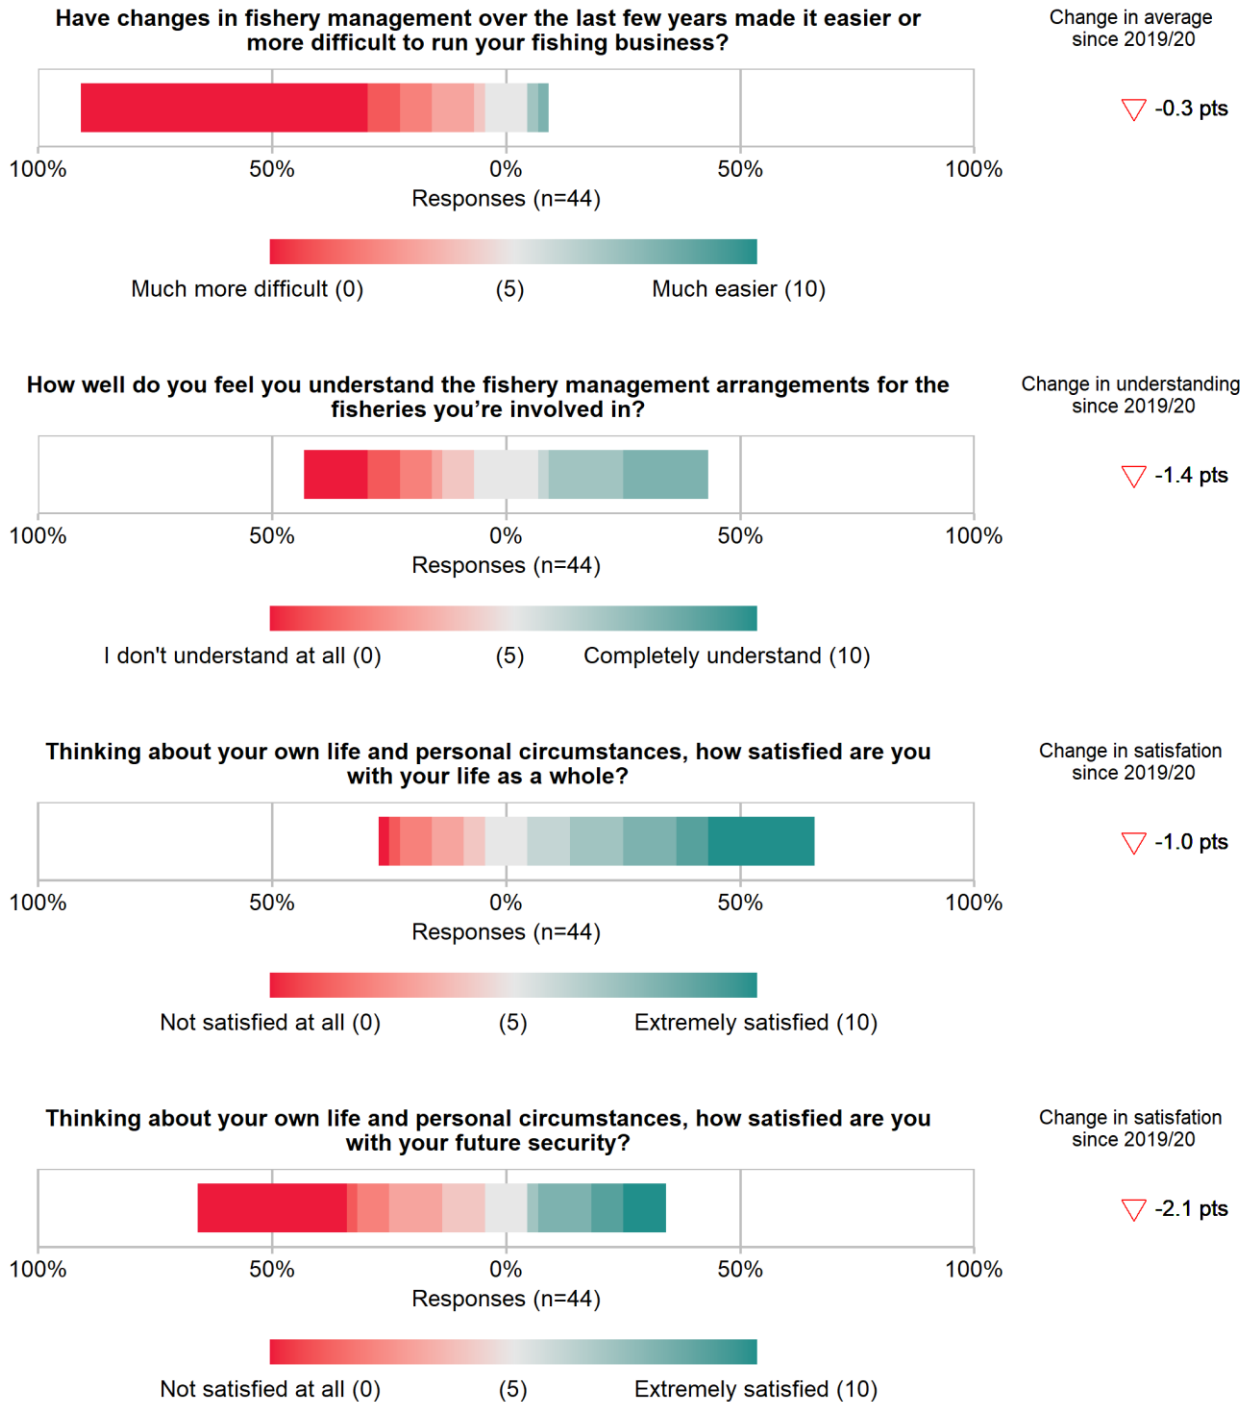 Have changes in fishery management over the last few years made it easier or
more difficult to run your fishing business?
Change in average
since 2019/20
-0.3 pts
100%
50%
0%
50%
100%
Responses (n=44)
Much more difficult (0)
(5)
Much easier (10)
How well do you feel you understand the fishery management arrangements for the
fisheries you’re involved in?
Change in understanding
since 2019/20
-1.4 pts
100%
50%
0%
50%
100%
Responses (n=44)
I don't understand at all (0)
(5)
Completely understand (10)
Thinking about your own life and personal circumstances, how satisfied are you
with your life as a whole?
Change in satisfation
since 2019/20
-1.0 pts
100%
50%
0%
50%
100%
Responses (n=44)
Not satisfied at all (0)
(5)
Extremely satisfied (10)
Thinking about your own life and personal circumstances, how satisfied are you
with your future security?
Change in satisfation
since 2019/20
-2.1 pts
100%
50%
0%
50%
100%
Responses (n=44)
Not satisfied at all (0)
(5)
Extremely satisfied (10)